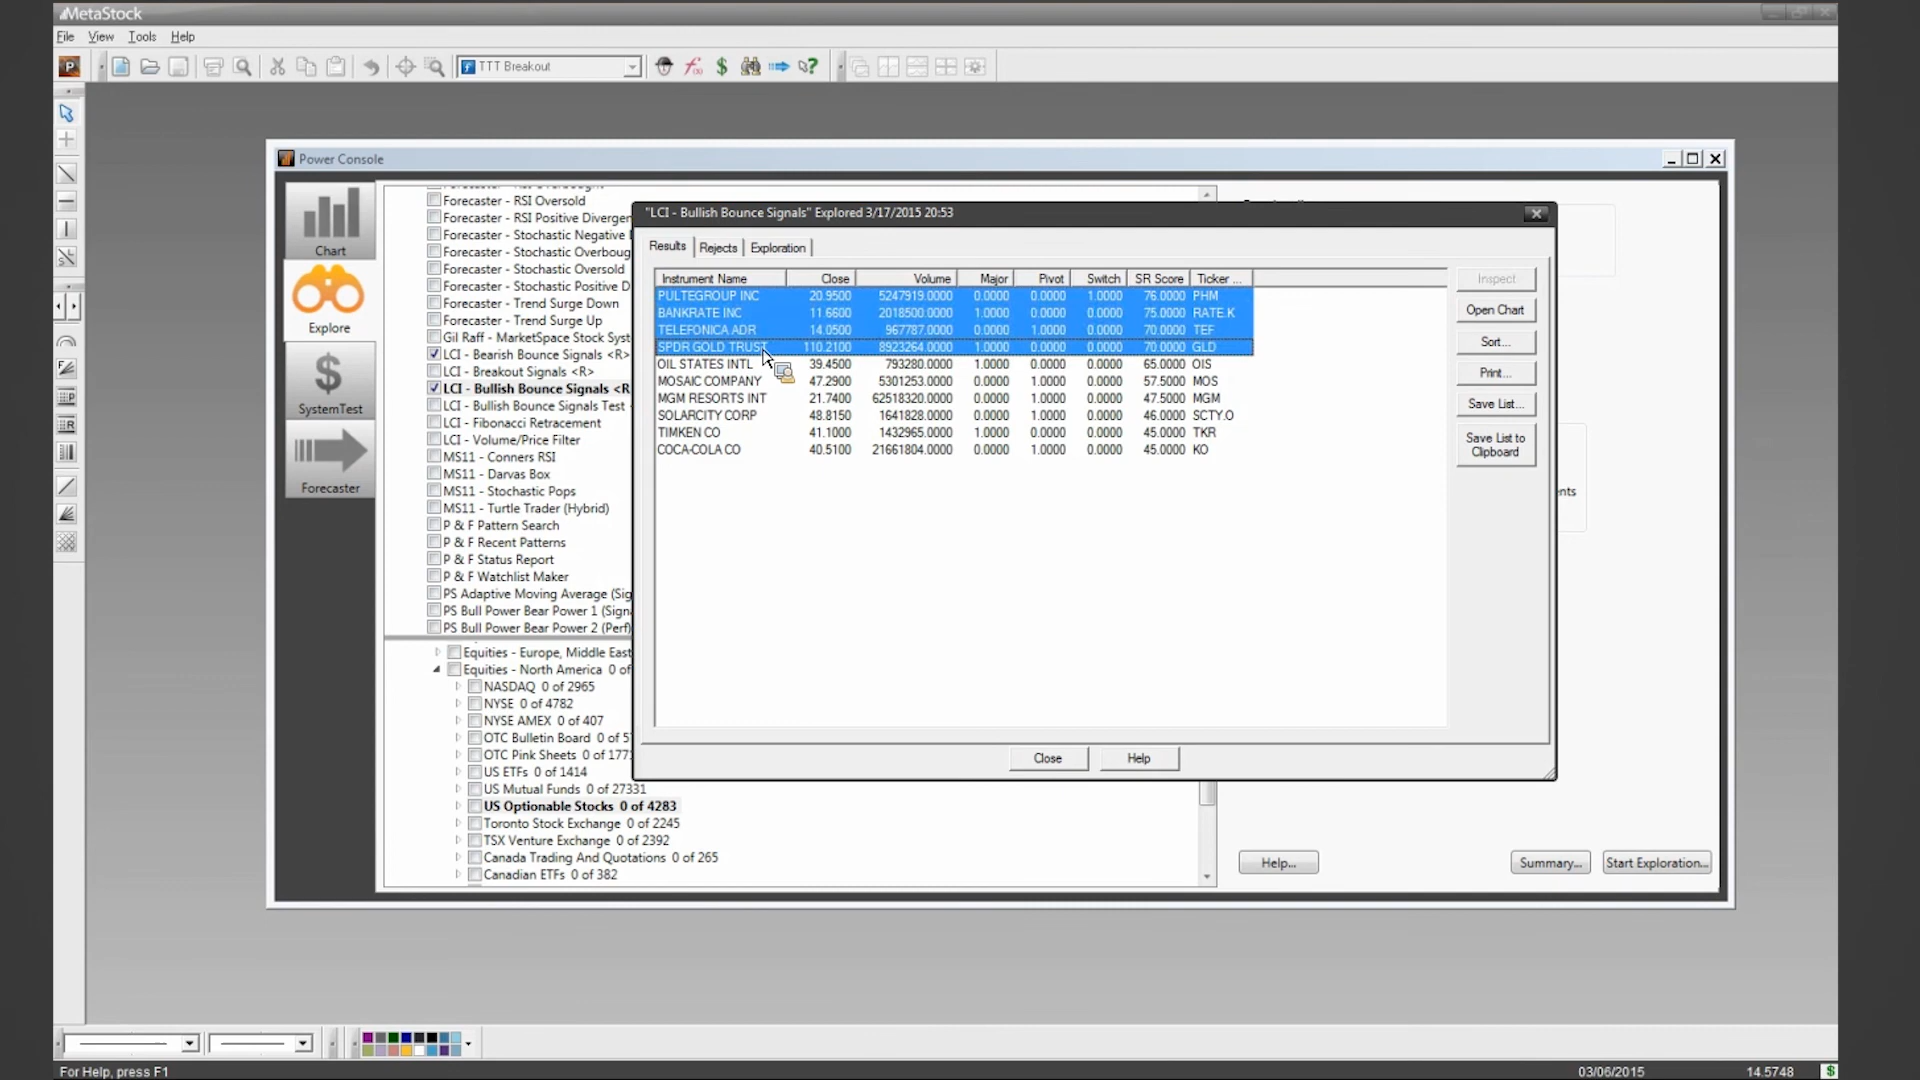 MetaStock
File View Tools Help
P TTT Breakout
Power Console
Chart
Explore
SystemTest
Forecaster
Forecaster - RSI Oversold
Forecaster - RSI Positive Divergen
Forecaster - Stochastic Negative
Forecaster - Stochastic Overboug
Forecaster - Stochastic Oversold
Forecaster - Stochastic Positive D
Forecaster - Trend Surge Down
Forecaster - Trend Surge Up
Gil Raff - MarketSpace Stock Syst
LCI - Bearish Bounce Signals <R>
LCI - Breakout Signals <R>
LCI - Bullish Bounce Signals <R
LCI - Bullish Bounce Signals Test
LCI - Fibonacci Retracement
LCI - Volume/Price Filter
MS11 - Conners RSI
MS11 - Darvas Box
MS11 - Stochastic Pops
MS11 - Turtle Trader (Hybrid)
P & F Pattern Search
P & F Recent Patterns
P & F Status Report
P & F Watchlist Maker
PS Adaptive Moving Average (Sig
PS Bull Power Bear Power 1 (Sign
PS Bull Power Bear Power 2 (Perf)
Equities - Europe, Middle East
Equities - North America 0 of
NASDAQ 0 of 2965
NYSE 0 of 4782
NYSE AMEX 0 of 407
OTC Bulletin Board 0 of 5
OTC Pink Sheets 0 of 177
US ETFs 0 of 1414
US Mutual Funds 0 of 27331
US Optionable Stocks 0 of 4283
Toronto Stock Exchange 0 of 2245
TSX Venture Exchange 0 of 2392
Canada Trading And Quotations 0 of 265
Canadian ETFs 0 of 382
"LCI - Bullish Bounce Signals" Explored 3/17/2015 20:53
Results Rejects Exploration
Instrument Name Close Volume Major Pivot Switch SR Score Ticker ...
PULTEGROUP INC 20.9500 5247919.0000 0.0000 0.0000 1.0000 76.0000 PHM
BANKRATE INC 11.6600 2018500.0000 1.0000 0.0000 0.0000 75.0000 RATE.K
TELEFONICA ADR 14.0500 967787.0000 1.0000 0.0000 0.0000 70.0000 TEF
SPDR GOLD TRUST 110.2100 8923264.0000 1.0000 0.0000 0.0000 70.0000 GLD
OIL STATES INTL 39.4500 793280.0000 1.0000 0.0000 0.0000 65.0000 OIS
MOSAIC COMPANY 47.2900 5301253.0000 0.0000 1.0000 0.0000 57.5000 MOS
MGM RESORTS INT 21.7400 62518320.0000 0.0000 1.0000 0.0000 47.5000 MGM
SOLARCITY CORP 48.8150 1641828.0000 0.0000 1.0000 0.0000 46.0000 SCTY.O
TIMKEN CO 41.1000 1432965.0000 1.0000 0.0000 0.0000 45.0000 TKR
COCA-COLA CO 40.5100 21661804.0000 0.0000 1.0000 0.0000 45.0000 KO
Inspect
Open Chart
Sort...
Print...
Save List...
Save List to
Clipboard
Close Help
nts
Help... Summary... Start Exploration...
For Help, press F1 03/06/2015 14.5748 $